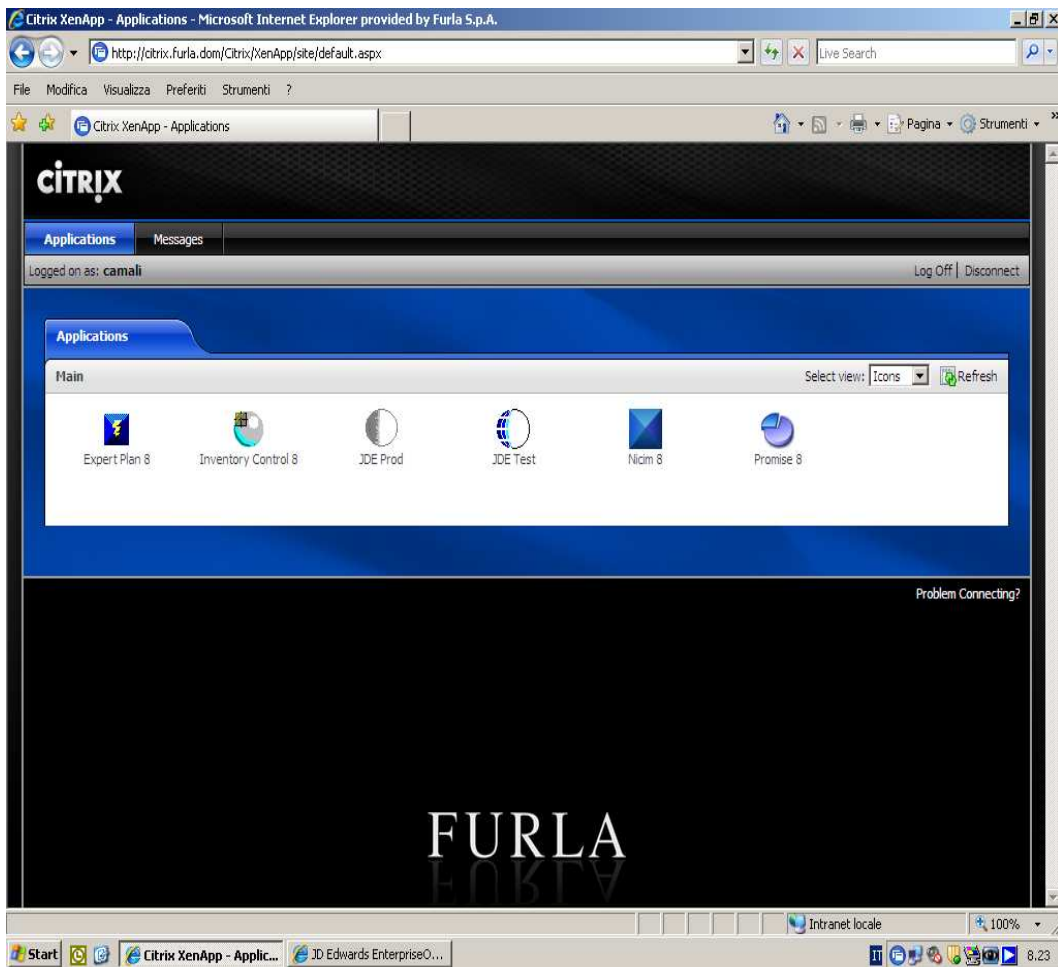 Citrix XenApp - Applications - Microsoft Internet Explorer provided by Furla S.p.A.
http://citrix.furla.dom/Citrix/XenApp/site/default.aspx
Live Search
File Modifica Visualizza Preferiti Strumenti ?
Citrix XenApp - Applications
Pagina
Strumenti
CITRIX
Applications Messages
Logged on as: camali
Log Off | Disconnect
Applications
Main
Select view: Icons Refresh
Expert Plan 8 Inventory Control 8 JDE Prod JDE Test Nicim 8 Promise 8
Problem Connecting?
FURLA
Intranet locale 100%
Start Citrix XenApp - Applic... JD Edwards EnterpriseO... IT 8.23